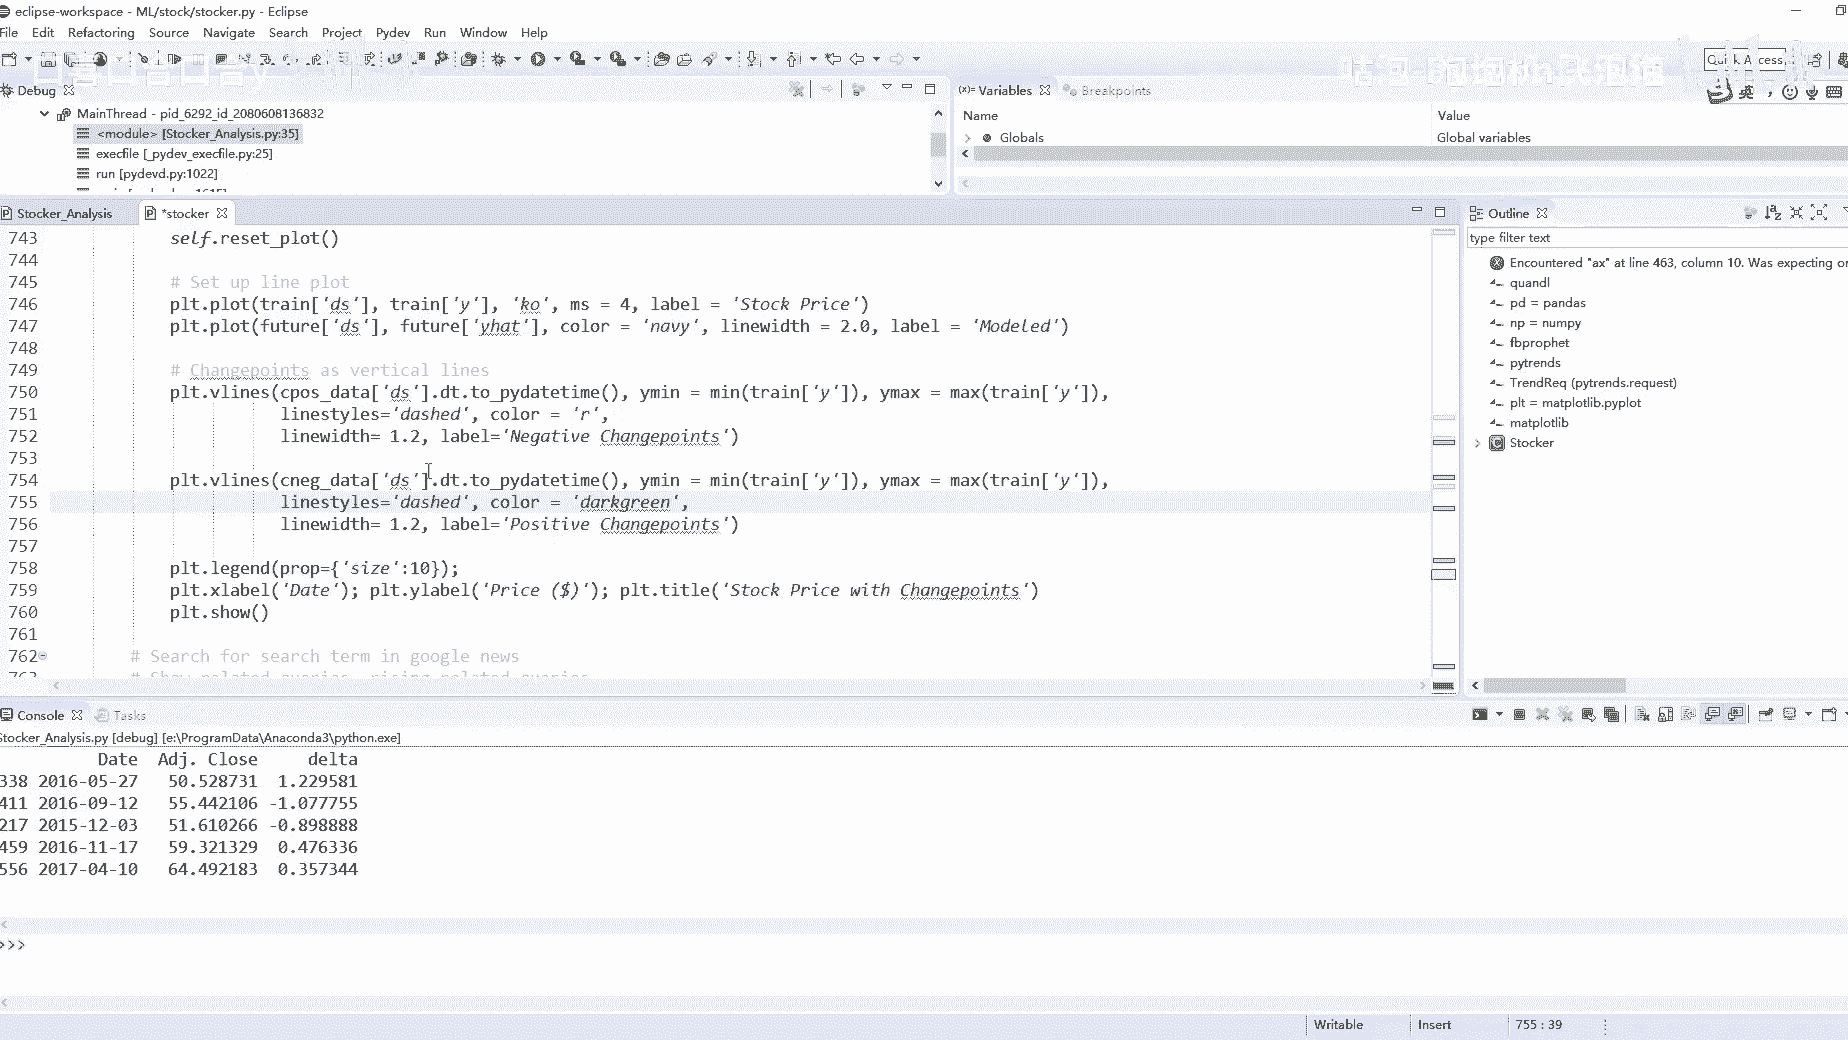 eclipse-workspace - ML/stock/stocker.py - Eclipse
File Edit Refactoring Source Navigate Search Project Pydev Run Window Help
Quick Access
Debug
MainThread - pid_6292_id_2080608136832
<module> [Stocker_Analysis.py:35]
execfile [_pydev_execfile.py:25]
run [pydevd.py:1022]
(x)= Variables Breakpoints
Name Value
Globals Global variables
Stocker_Analysis *stocker
743 self.reset_plot()
744
745 # Set up line plot
746 plt.plot(train['ds'], train['y'], 'ko', ms = 4, label = 'Stock Price')
747 plt.plot(future['ds'], future['yhat'], color = 'navy', linewidth = 2.0, label = 'Modeled')
748
749 # Changepoints as vertical lines
750 plt.vlines(cpos_data['ds'].dt.to_pydatetime(), ymin = min(train['y']), ymax = max(train['y']),
751 linestyles='dashed', color = 'r',
752 linewidth= 1.2, label='Negative Changepoints')
753
754 plt.vlines(cneg_data['ds'].dt.to_pydatetime(), ymin = min(train['y']), ymax = max(train['y']),
755 linestyles='dashed', color = 'darkgreen',
756 linewidth= 1.2, label='Positive Changepoints')
757
758 plt.legend(prop={'size':10});
759 plt.xlabel('Date'); plt.ylabel('Price ($)'); plt.title('Stock Price with Changepoints')
760 plt.show()
761
762 # Search for search term in google news
763 # Show related queries, rising related queries
Outline
type filter text
Encountered "ax" at line 463, column 10. Was expecting
quandl
pd = pandas
np = numpy
fbprophet
pytrends
TrendReq (pytrends.request)
plt = matplotlib.pyplot
matplotlib
Stocker
Console Tasks
Stocker_Analysis.py [debug] [e:\ProgramData\Anaconda3\python.exe]
Date Adj. Close delta
338 2016-05-27 50.528731 1.229581
411 2016-09-12 55.442106 -1.077755
217 2015-12-03 51.610266 -0.898888
459 2016-11-17 59.321329 0.476336
556 2017-04-10 64.492183 0.357344
>>>
Writable Insert 755 : 39